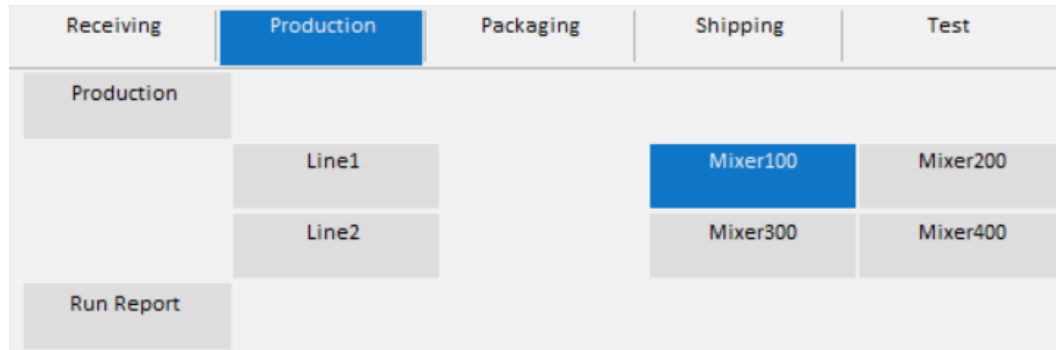 Receiving Production Packaging Shipping Test
Production
Line1 Mixer100 Mixer200
Line2 Mixer300 Mixer400
Run Report